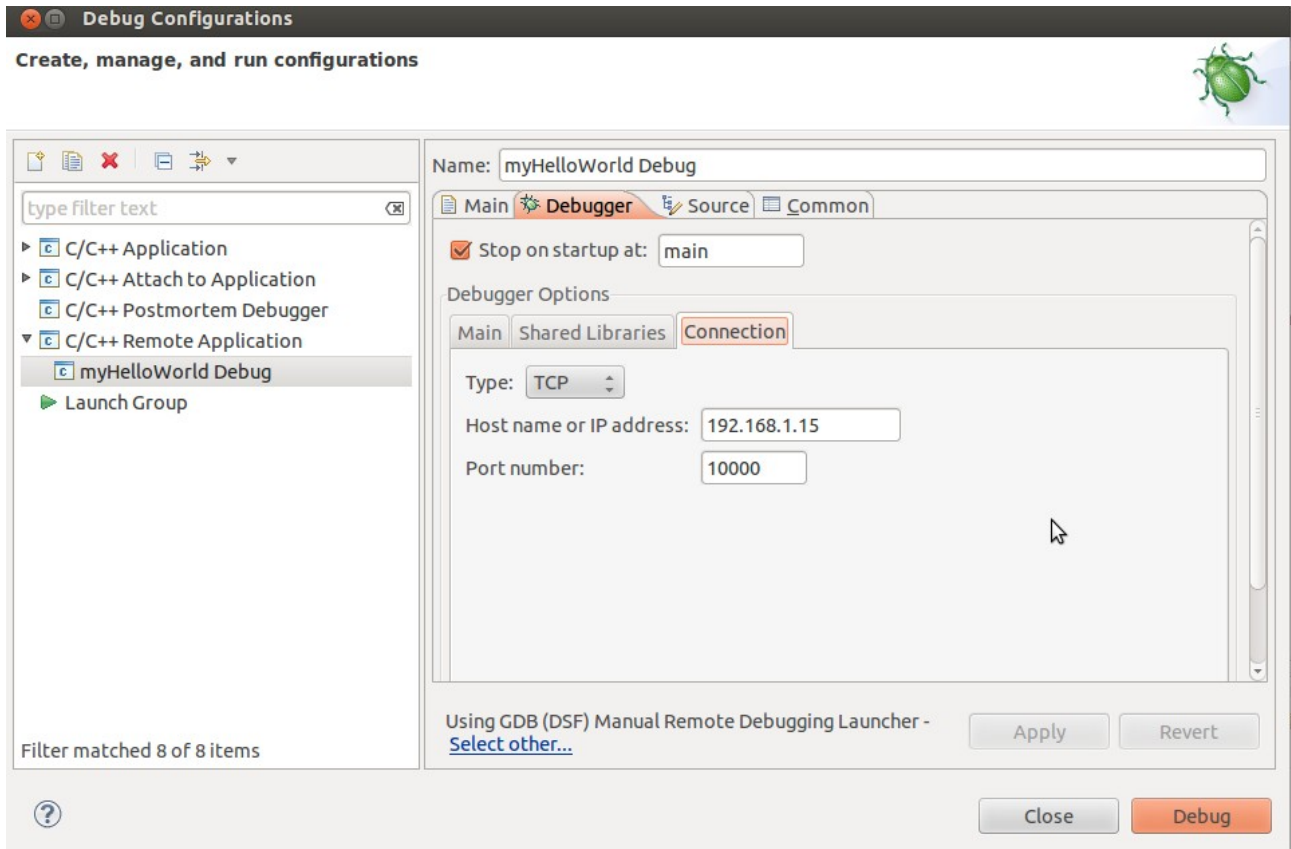 Debug Configurations
Create, manage, and run configurations
type filter text
C/C++ Application
C/C++ Attach to Application
C/C++ Postmortem Debugger
C/C++ Remote Application
myHelloWorld Debug
Launch Group
Filter matched 8 of 8 items
Name: myHelloWorld Debug
Main Debugger Source Common
Stop on startup at: main
Debugger Options
Main Shared Libraries Connection
Type: TCP
Host name or IP address: 192.168.1.15
Port number: 10000
Using GDB (DSF) Manual Remote Debugging Launcher -
Select other...
Apply Revert
Close Debug